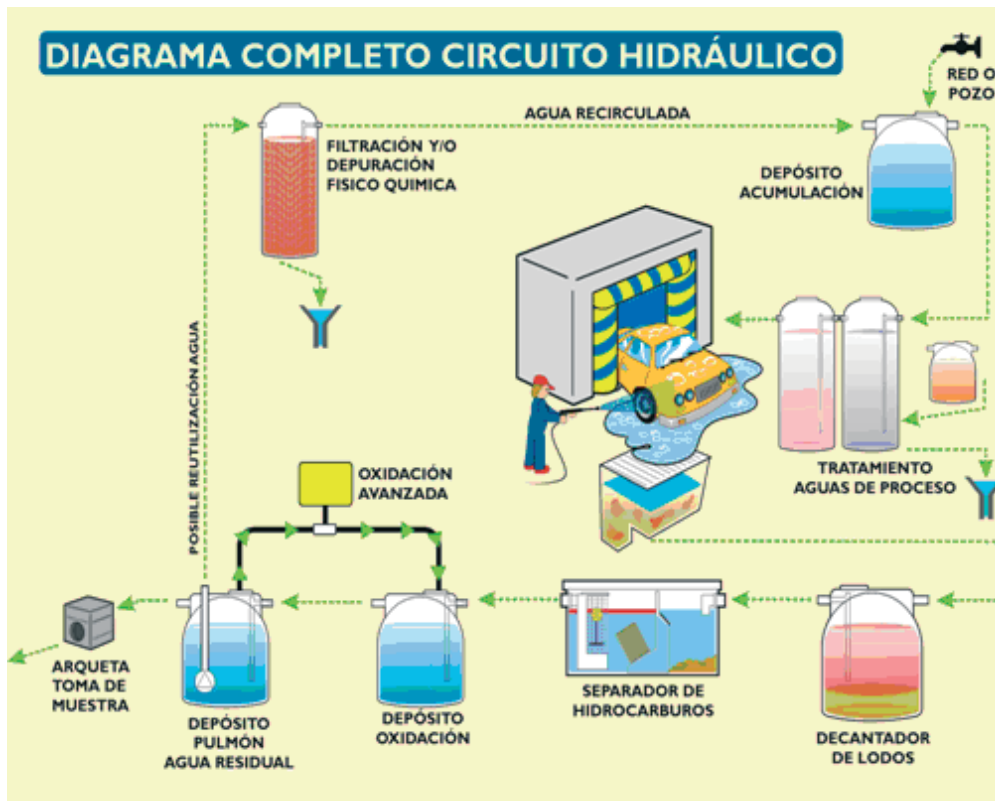 DIAGRAMA COMPLETO CIRCUITO HIDRÁULICO
RED O
POZO
AGUA RECIRCULADA
FILTRACIÓN Y/O
DEPURACIÓN
FISICO QUIMICA
DEPÓSITO
ACUMULACIÓN
POSIBLE REUTILIZACIÓN AGUA
OXIDACIÓN
AVANZADA
TRATAMIENTO
AGUAS DE PROCESO
ARQUETA
TOMA DE
MUESTRA
DEPÓSITO
PULMÓN
AGUA RESIDUAL
DEPÓSITO
OXIDACIÓN
SEPARADOR DE
HIDROCARBUROS
DECANTADOR
DE LODOS